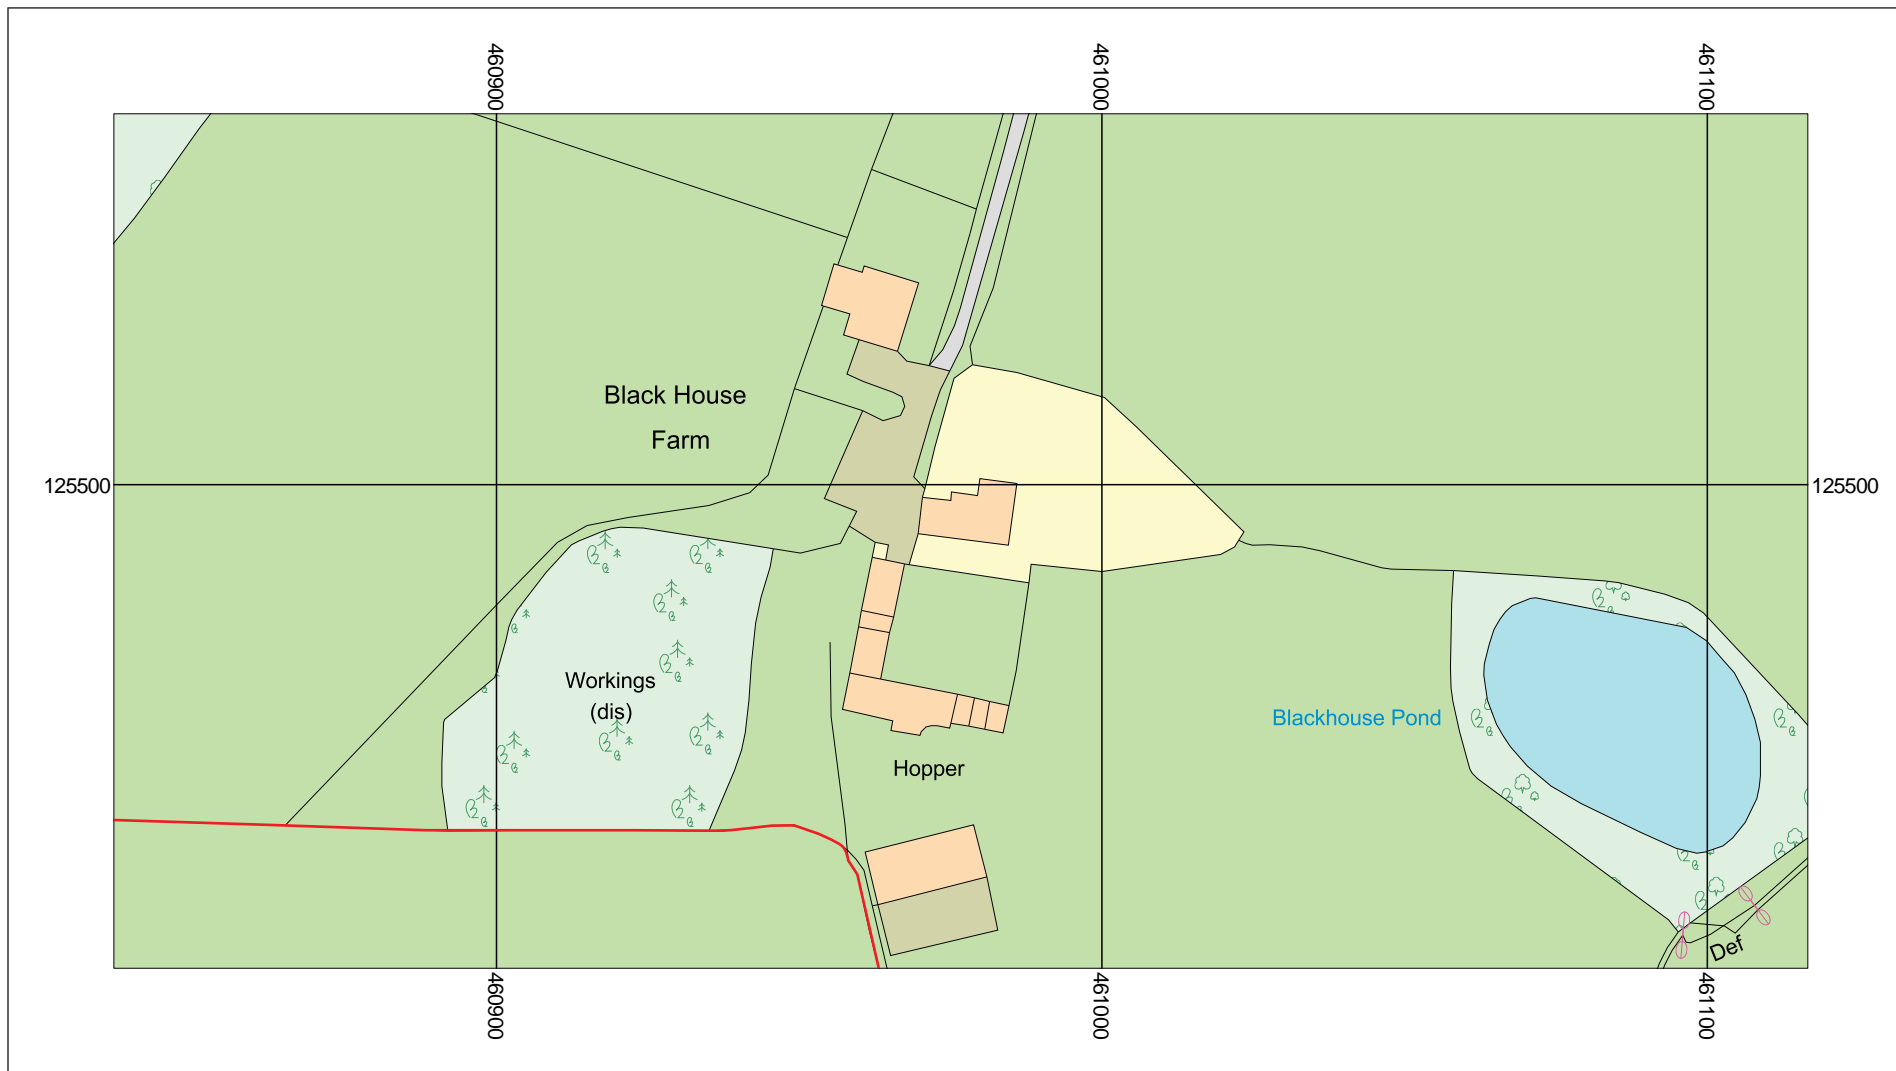 460900
461000
461100
Black House
Farm
125500
125500
Workings
(dis)
Blackhouse Pond
Hopper
Def
460900
461000
461100